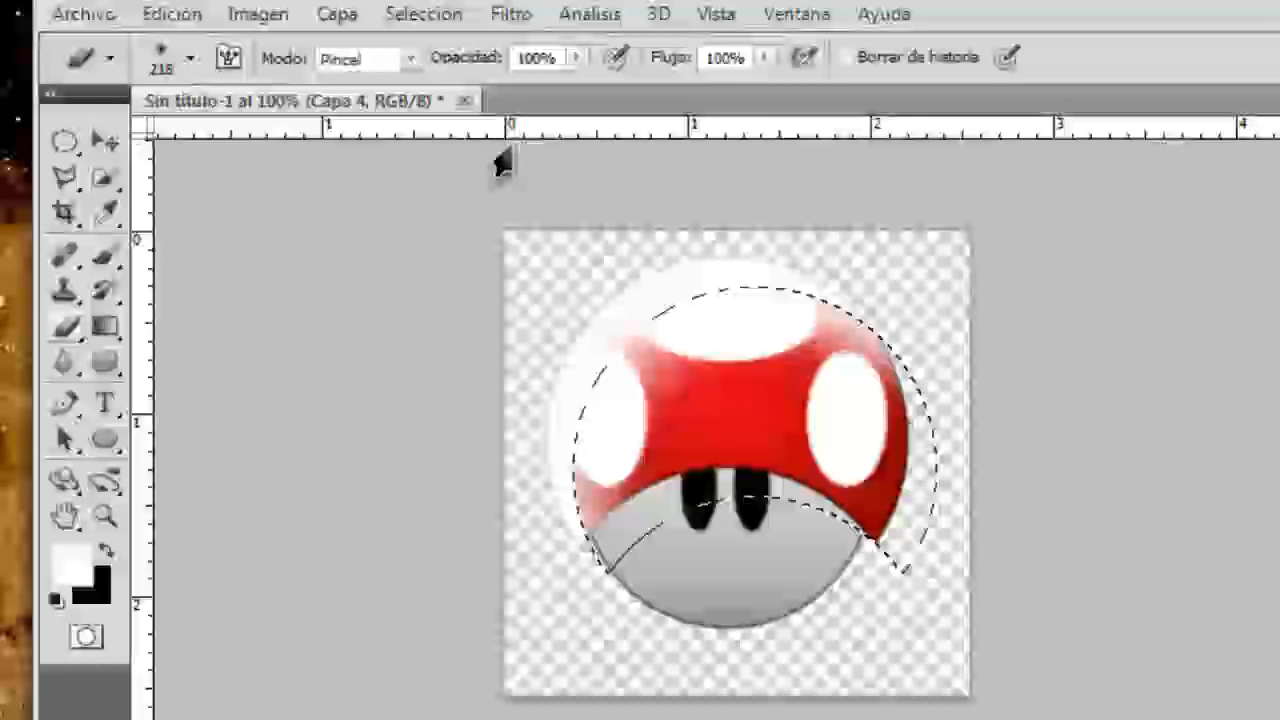 Archivo Edición Imagen Capa Selección Filtro Análisis 3D Vista Ventana Ayuda
218 Modo: Pincel Opacidad: 100% Flujo: 100% Borrar de historia
Sin título-1 al 100% (Capa 4, RGB/8) *
1 0 1 2 3 4
0
1
T
2